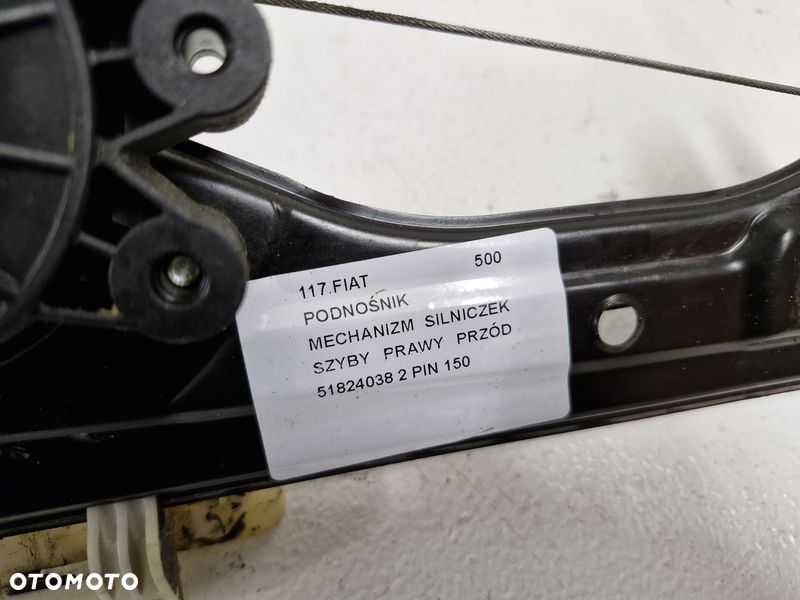 117.FIAT 500
PODNOŚNIK
MECHANIZM SILNICZEK
SZYBY PRAWY PRZÓD
51824038 2 PIN 150
OTOMOTO